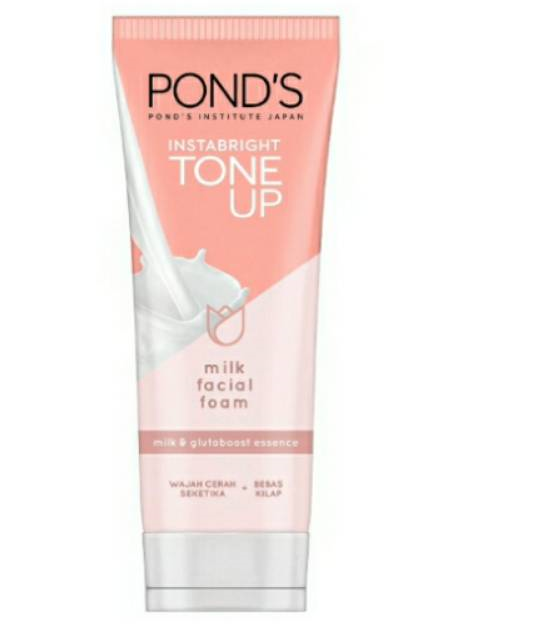 POND'S
POND'S INSTITUTE JAPAN
INSTABRIGHT
TONE
UP
milk
facial
foam
milk & glutaboost essence
WAJAH CERAH
SEKETIKA
- BEBAS
KILAP